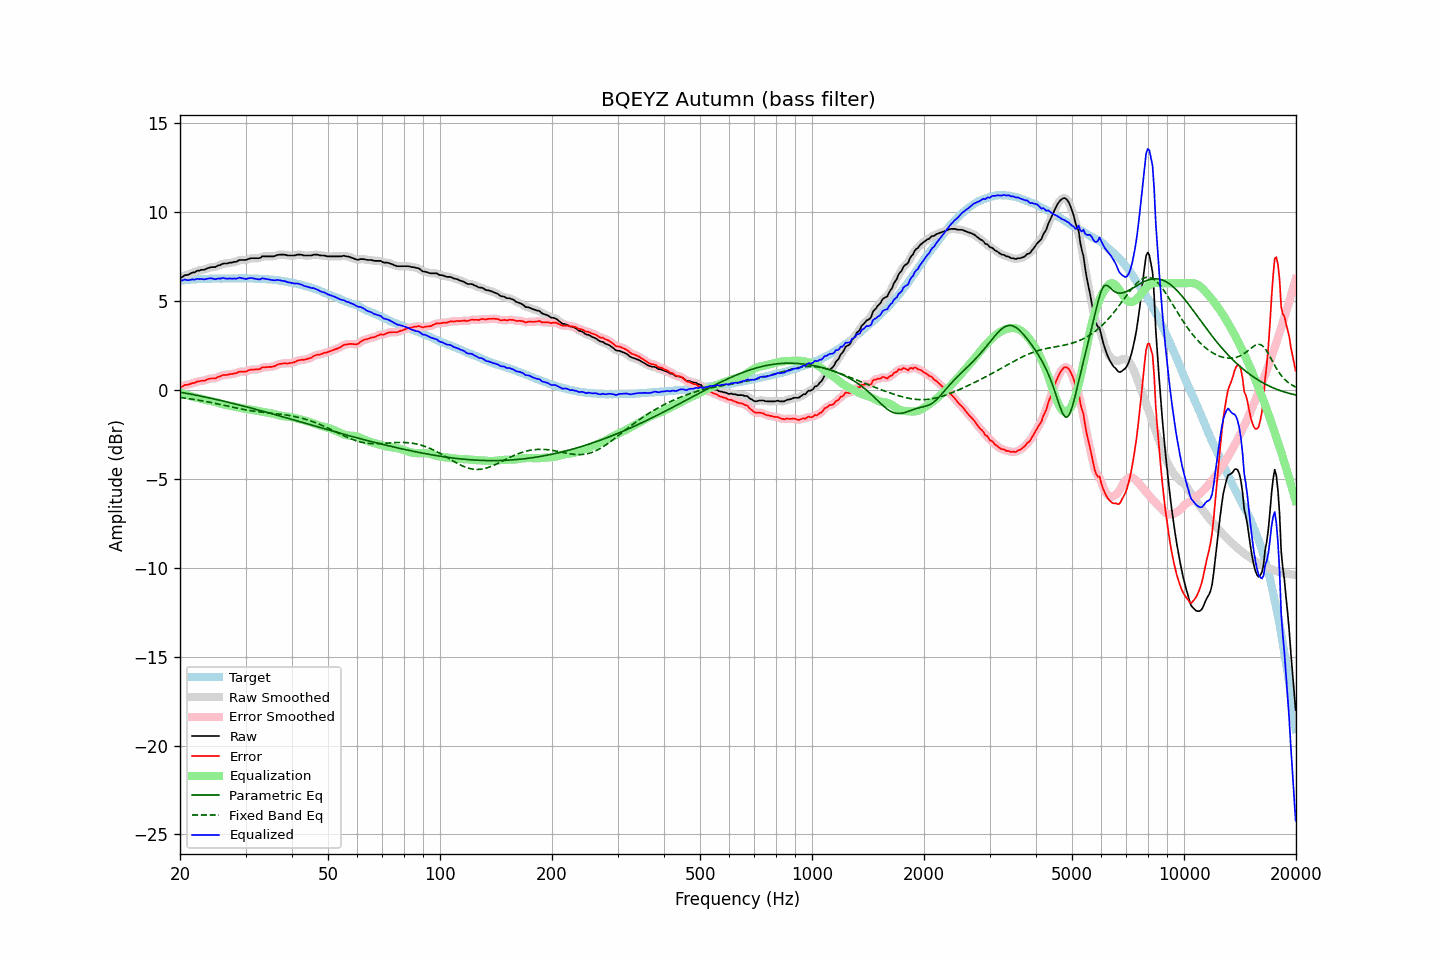 BQEYZ Autumn (bass filter)
15
10
5
0
−5
−10
−15
−20
−25
Amplitude (dBr)
Target
Raw Smoothed
Error Smoothed
Raw
Error
Equalization
Parametric Eq
Fixed Band Eq
Equalized
20 50 100 200 500 1000 2000 5000 10000 20000
Frequency (Hz)